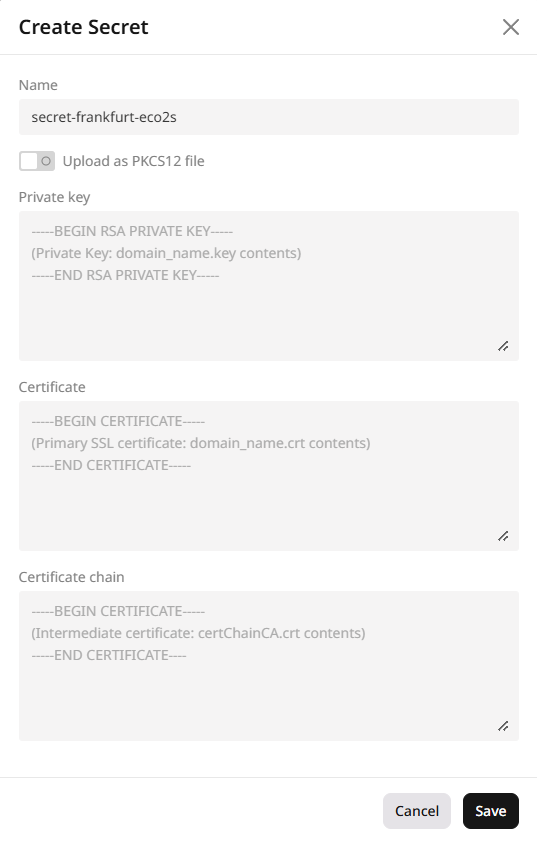 Create Secret
Name
secret-frankfurt-eco2s
Upload as PKCS12 file
Private key
-----BEGIN RSA PRIVATE KEY-----
(Private Key: domain_name.key contents)
-----END RSA PRIVATE KEY-----
Certificate
-----BEGIN CERTIFICATE-----
(Primary SSL certificate: domain_name.crt contents)
-----END CERTIFICATE-----
Certificate chain
-----BEGIN CERTIFICATE-----
(Intermediate certificate: certChainCA.crt contents)
-----END CERTIFICATE----
Cancel Save